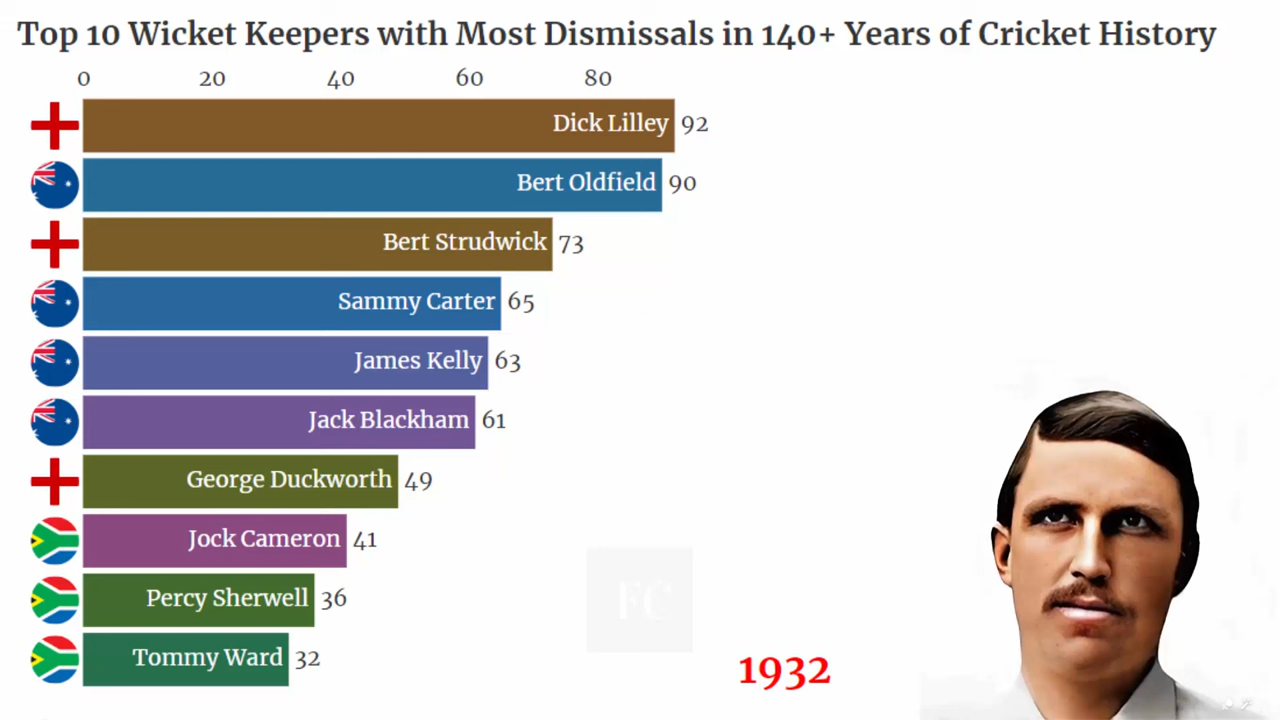 Top 10 Wicket Keepers with Most Dismissals in 140+ Years of Cricket History
0 20 40 60 80
Dick Lilley 92
Bert Oldfield 90
Bert Strudwick 73
Sammy Carter 65
James Kelly 63
Jack Blackham 61
George Duckworth 49
Jock Cameron 41
Percy Sherwell 36
Tommy Ward 32
FC
1932